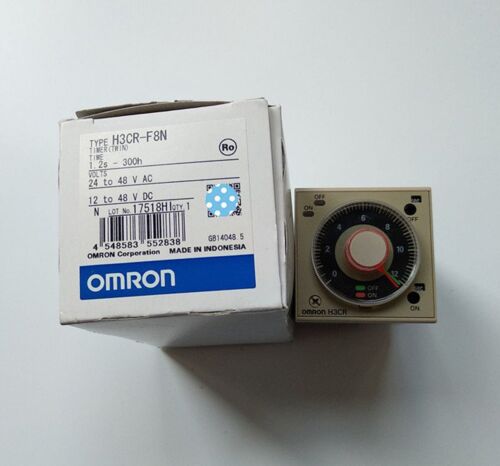 TYPE H3CR-F8N
TIMER(TWIN)
TIME
1.2s - 300h
VOLTS
24 to 48 V AC
12 to 48 V DC
N LOT No. 17518HI QTY. 1
4 548583 552838
GB14048.5
OMRON Corporation MADE IN INDONESIA
Ro
OMRON
OFF
ON
OFF
0 2 4 6 8 10 12
OFF
ON
ON
OMRON H3CR